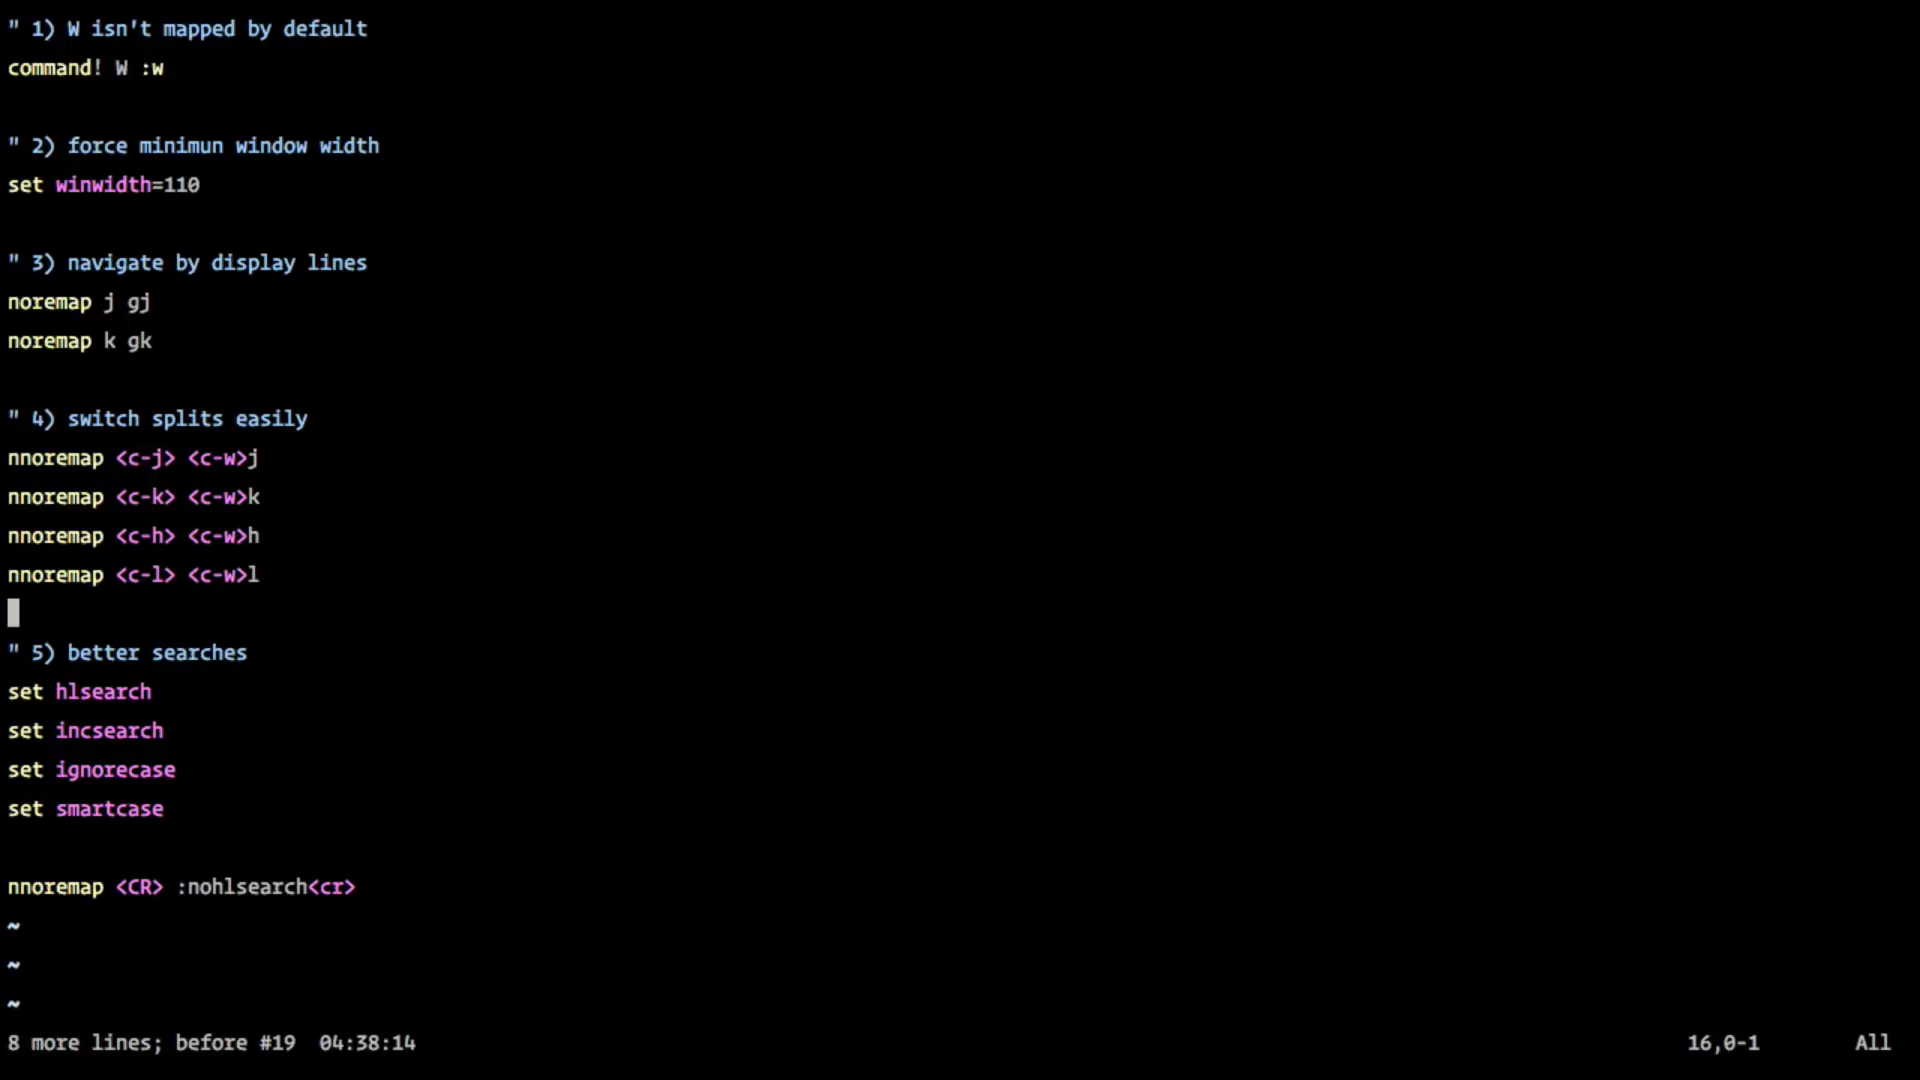 " 1) W isn't mapped by default
command! W :w
" 2) force minimun window width
set winwidth=110
" 3) navigate by display lines
noremap j gj
noremap k gk
" 4) switch splits easily
nnoremap <c-j> <c-w>j
nnoremap <c-k> <c-w>k
nnoremap <c-h> <c-w>h
nnoremap <c-l> <c-w>l
" 5) better searches
set hlsearch
set incsearch
set ignorecase
set smartcase
nnoremap <CR> :nohlsearch<cr>
~
~
~
8 more lines; before #19  04:38:14 16,0-1 All